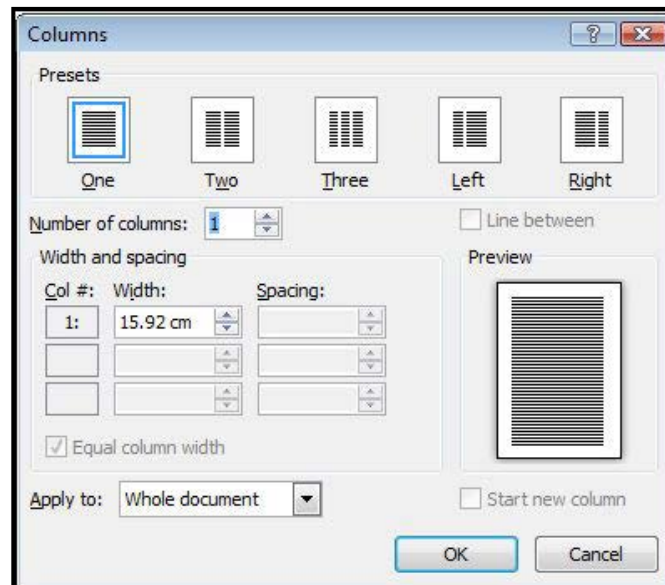 Columns
Presets
One Two Three Left Right
Number of columns: 1
Line between
Width and spacing
Preview
Col #: Width: Spacing:
1: 15.92 cm
Equal column width
Apply to: Whole document
Start new column
OK Cancel